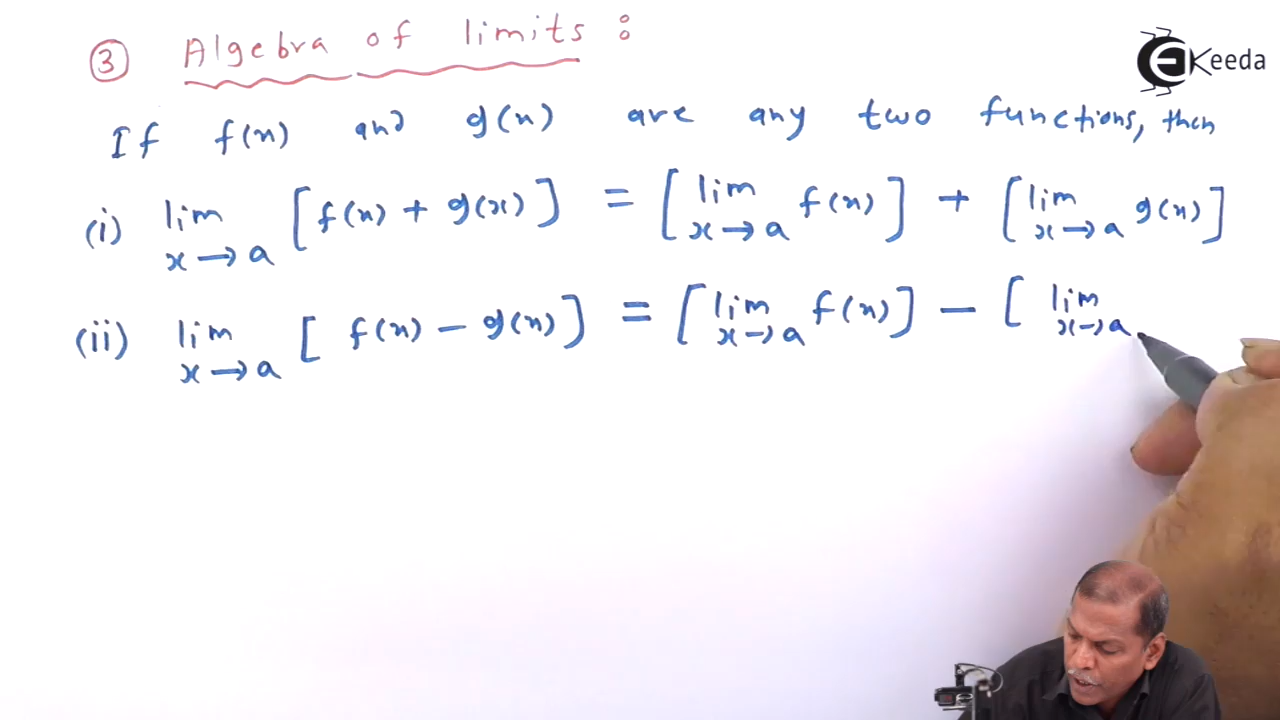 ③ Algebra of limits :
EKeeda
If f(x) and g(x) are any two functions, then
(i) lim x→a [f(x) + g(x)] = [lim x→a f(x)] + [lim x→a g(x)]
(ii) lim x→a [ f(x) – g(x)] = [lim x→a f(x)] – [ lim x→a